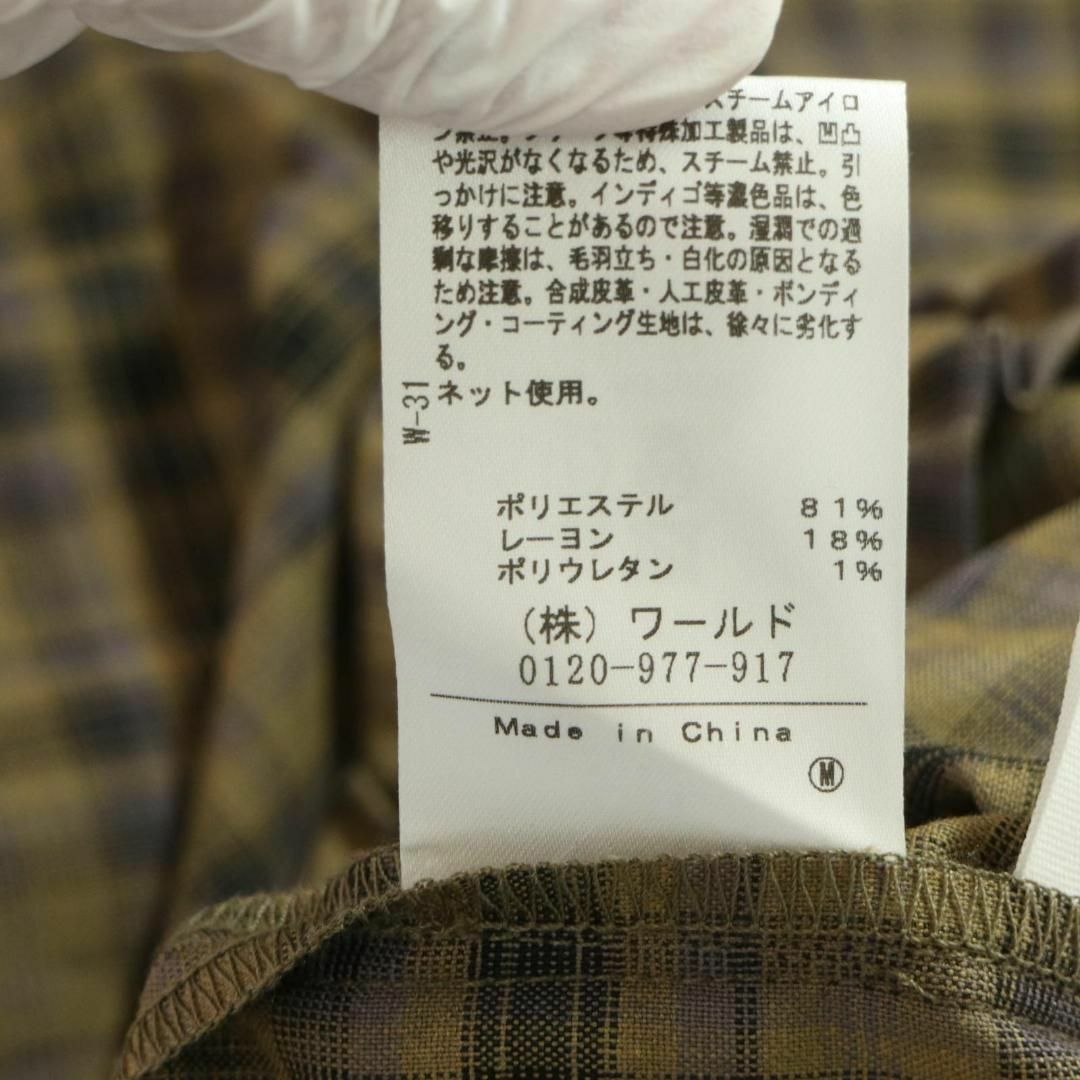 スチームアイロ
ン禁止。フリース等特殊加工製品は、凹凸
や光沢がなくなるため、スチーム禁止。引
っかけに注意。インディゴ等濃色品は、色
移りすることがあるので注意。湿潤での過
剰な摩擦は、毛羽立ち・白化の原因となる
ため注意。合成皮革・人工皮革・ボンディ
ング・コーティング生地は、徐々に劣化す
る。
ネット使用。
W-31
ポリエステル 81%
レーヨン 18%
ポリウレタン 1%
(株) ワールド
0120-977-917
Made in China
M